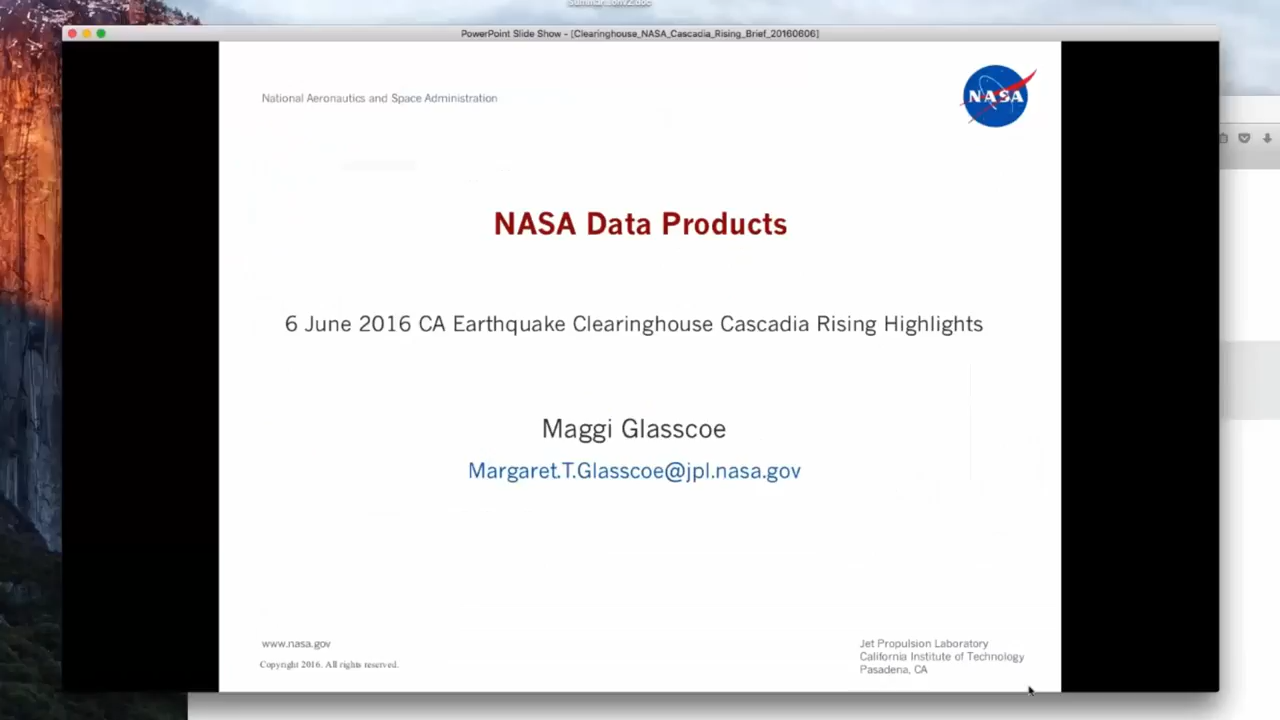 PowerPoint Slide Show - [Clearinghouse_NASA_Cascadia_Rising_Brief_20160606]
National Aeronautics and Space Administration
NASA
NASA Data Products
6 June 2016 CA Earthquake Clearinghouse Cascadia Rising Highlights
Maggi Glasscoe
Margaret.T.Glasscoe@jpl.nasa.gov
www.nasa.gov
Copyright 2016. All rights reserved.
Jet Propulsion Laboratory
California Institute of Technology
Pasadena, CA